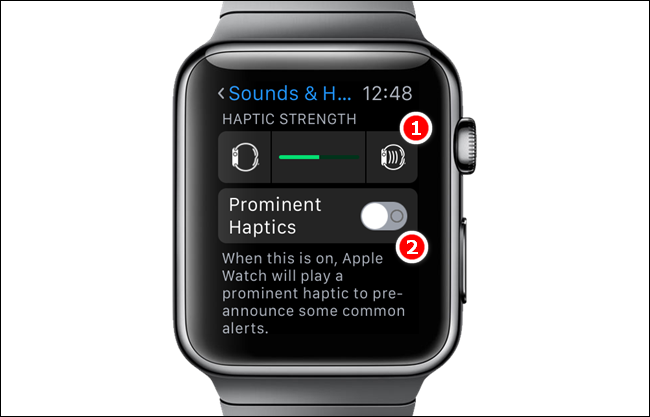 < Sounds & H... 12:48
HAPTIC STRENGTH
1
Prominent
Haptics
2
When this is on, Apple
Watch will play a
prominent haptic to pre-
announce some common
alerts.